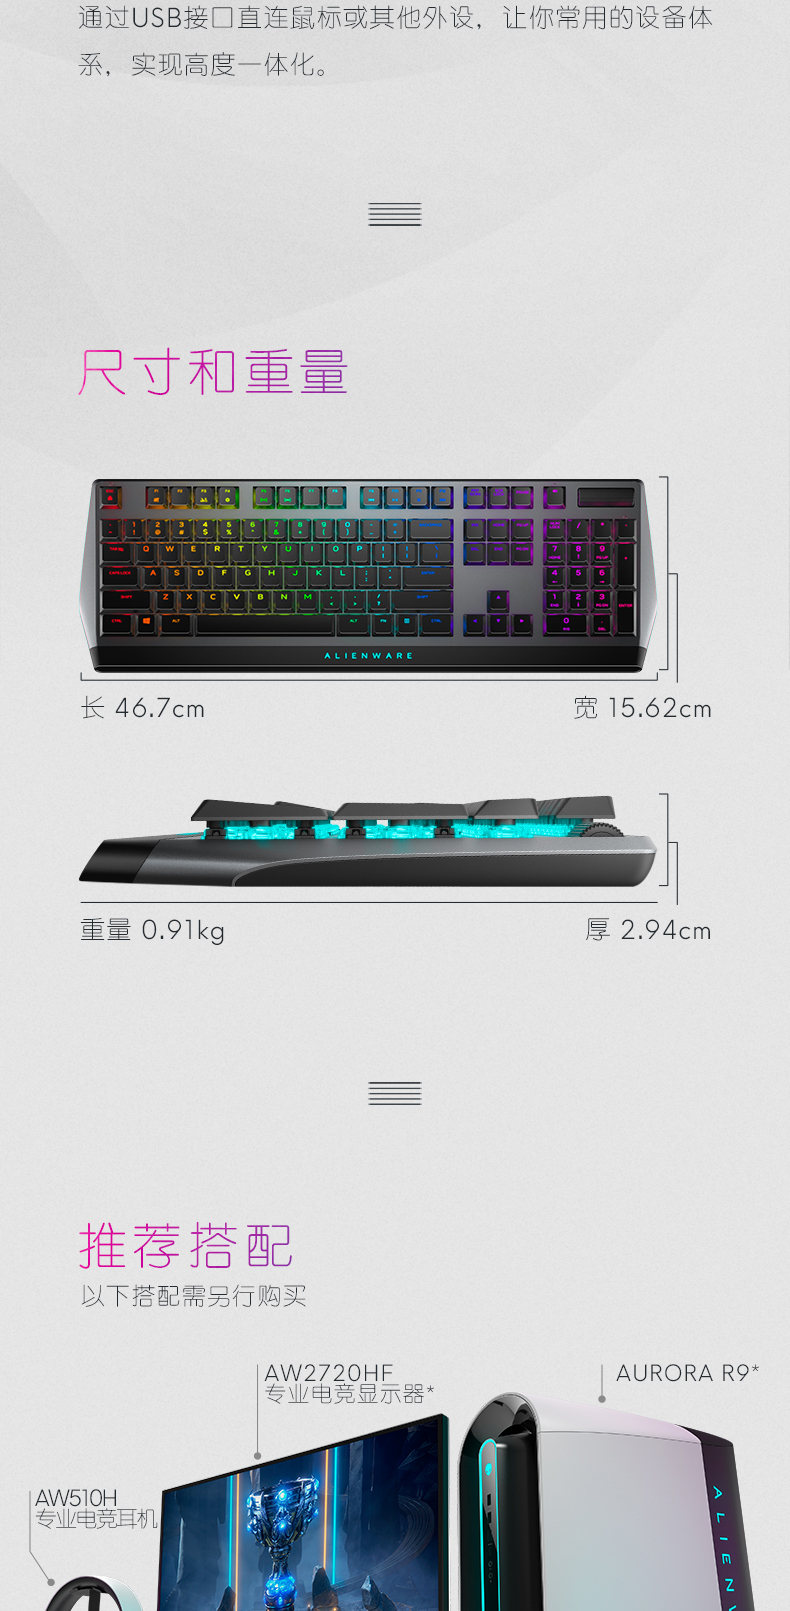 通过USB接口直连鼠标或其他外设，让你常用的设备体
系，实现高度一体化。
尺寸和重量
ALIENWARE
长 46.7cm
宽 15.62cm
重量 0.91kg
厚 2.94cm
推荐搭配
以下搭配需另行购买
AW2720HF
专业电竞显示器*
AURORA R9*
AW510H
专业电竞耳机